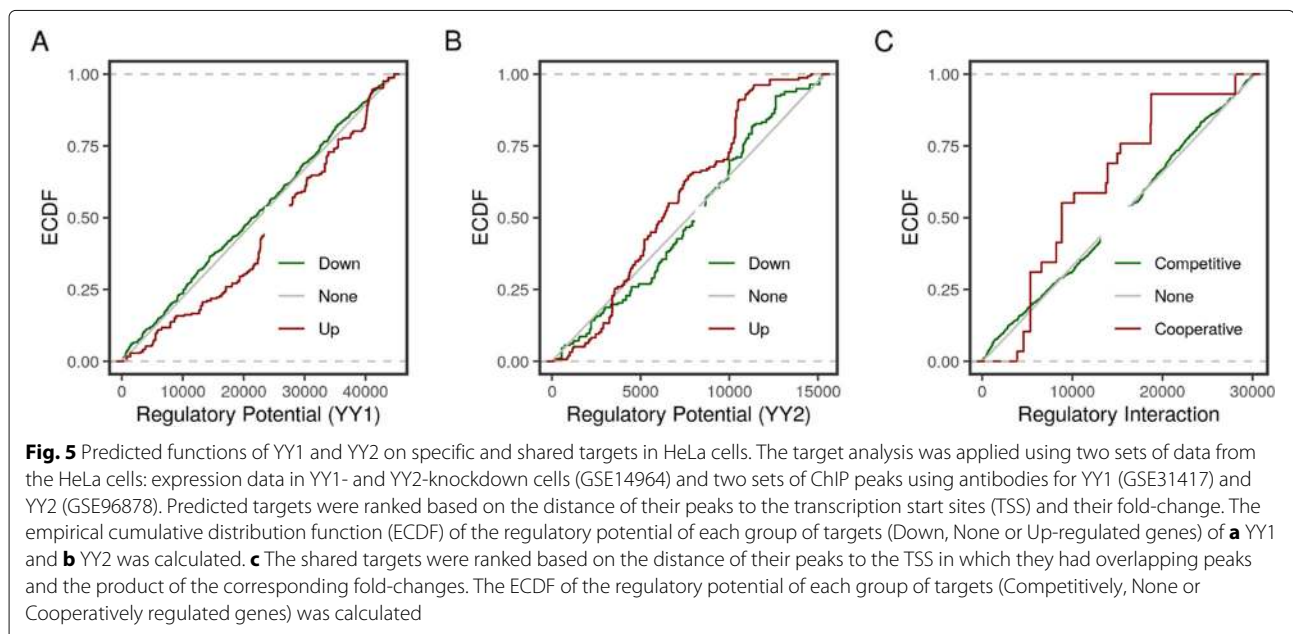 A
B
C
1.00
0.75
0.50
0.25
0.00
ECDF
Down
None
Up
0 10000 20000 30000 40000
Regulatory Potential (YY1)
1.00
0.75
0.50
0.25
0.00
ECDF
Down
None
Up
0 5000 10000 15000
Regulatory Potential (YY2)
1.00
0.75
0.50
0.25
0.00
ECDF
Competitive
None
Cooperative
0 10000 20000 30000
Regulatory Interaction
Fig. 5 Predicted functions of YY1 and YY2 on specific and shared targets in HeLa cells. The target analysis was applied using two sets of data from
the HeLa cells: expression data in YY1- and YY2-knockdown cells (GSE14964) and two sets of ChIP peaks using antibodies for YY1 (GSE31417) and
YY2 (GSE96878). Predicted targets were ranked based on the distance of their peaks to the transcription start sites (TSS) and their fold-change. The
empirical cumulative distribution function (ECDF) of the regulatory potential of each group of targets (Down, None or Up-regulated genes) of a YY1
and b YY2 was calculated. c The shared targets were ranked based on the distance of their peaks to the TSS in which they had overlapping peaks
and the product of the corresponding fold-changes. The ECDF of the regulatory potential of each group of targets (Competitively, None or
Cooperatively regulated genes) was calculated